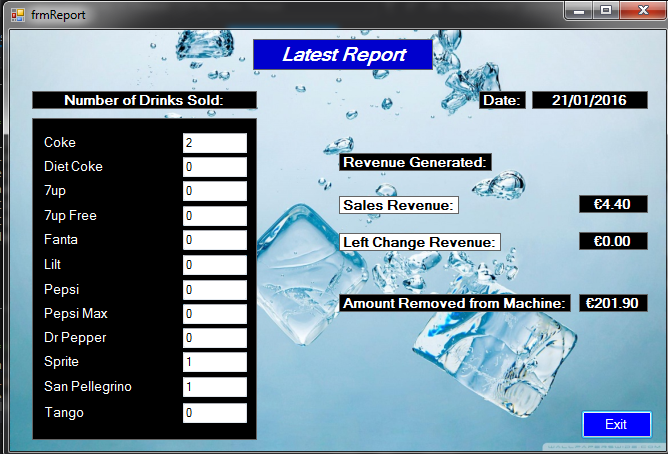 frmReport
Latest Report
Number of Drinks Sold:
Date: 21/01/2016
Coke 2
Diet Coke 0
7up 0
7up Free 0
Fanta 0
Lilt 0
Pepsi 0
Pepsi Max 0
Dr Pepper 0
Sprite 1
San Pellegrino 1
Tango 0
Revenue Generated:
Sales Revenue: €4.40
Left Change Revenue: €0.00
Amount Removed from Machine: €201.90
Exit